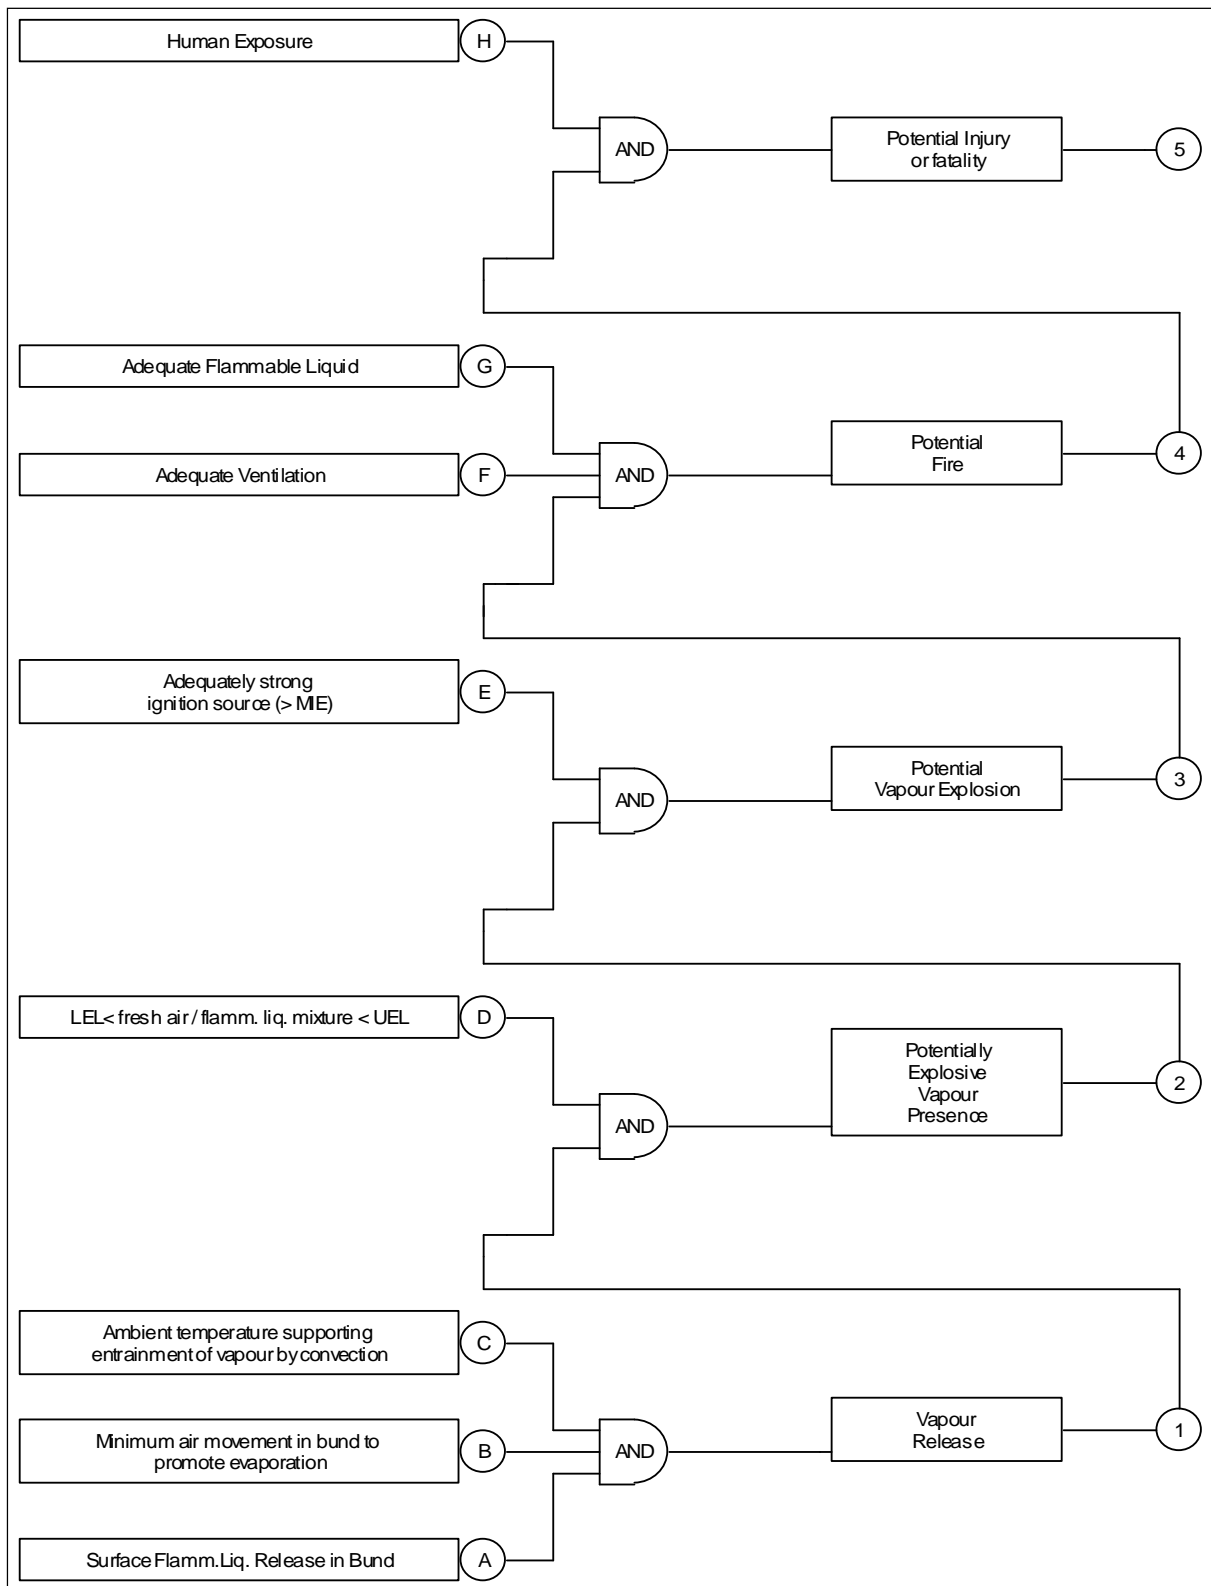 Human Exposure
H
AND
Potential Injury
or fatality
5
Adequate Flammable Liquid
G
Adequate Ventilation
F
AND
Potential
Fire
4
Adequately strong
ignition source (> MIE)
E
AND
Potential
Vapour Explosion
3
LEL< fresh air / flamm. liq. mixture < UEL
D
AND
Potentially
Explosive
Vapour
Presence
2
Ambient temperature supporting
entrainment of vapour by convection
C
Minimum air movement in bund to
promote evaporation
B
AND
Vapour
Release
1
Surface Flamm.Liq. Release in Bund
A